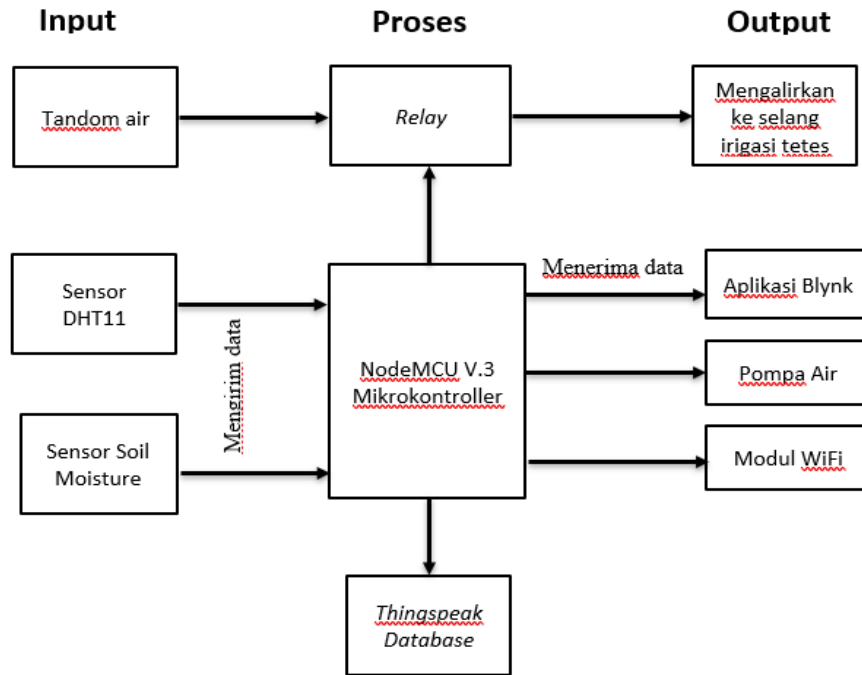 Input
Proses
Output
Tandom air
Relay
Mengalirkan
ke selang
irigasi tetes
Sensor
DHT11
Mengirim data
Sensor Soil
Moisture
NodeMCU V.3
Mikrokontroller
Menerima data
Aplikasi Blynk
Pompa Air
Modul WiFi
Thingspeak
Database